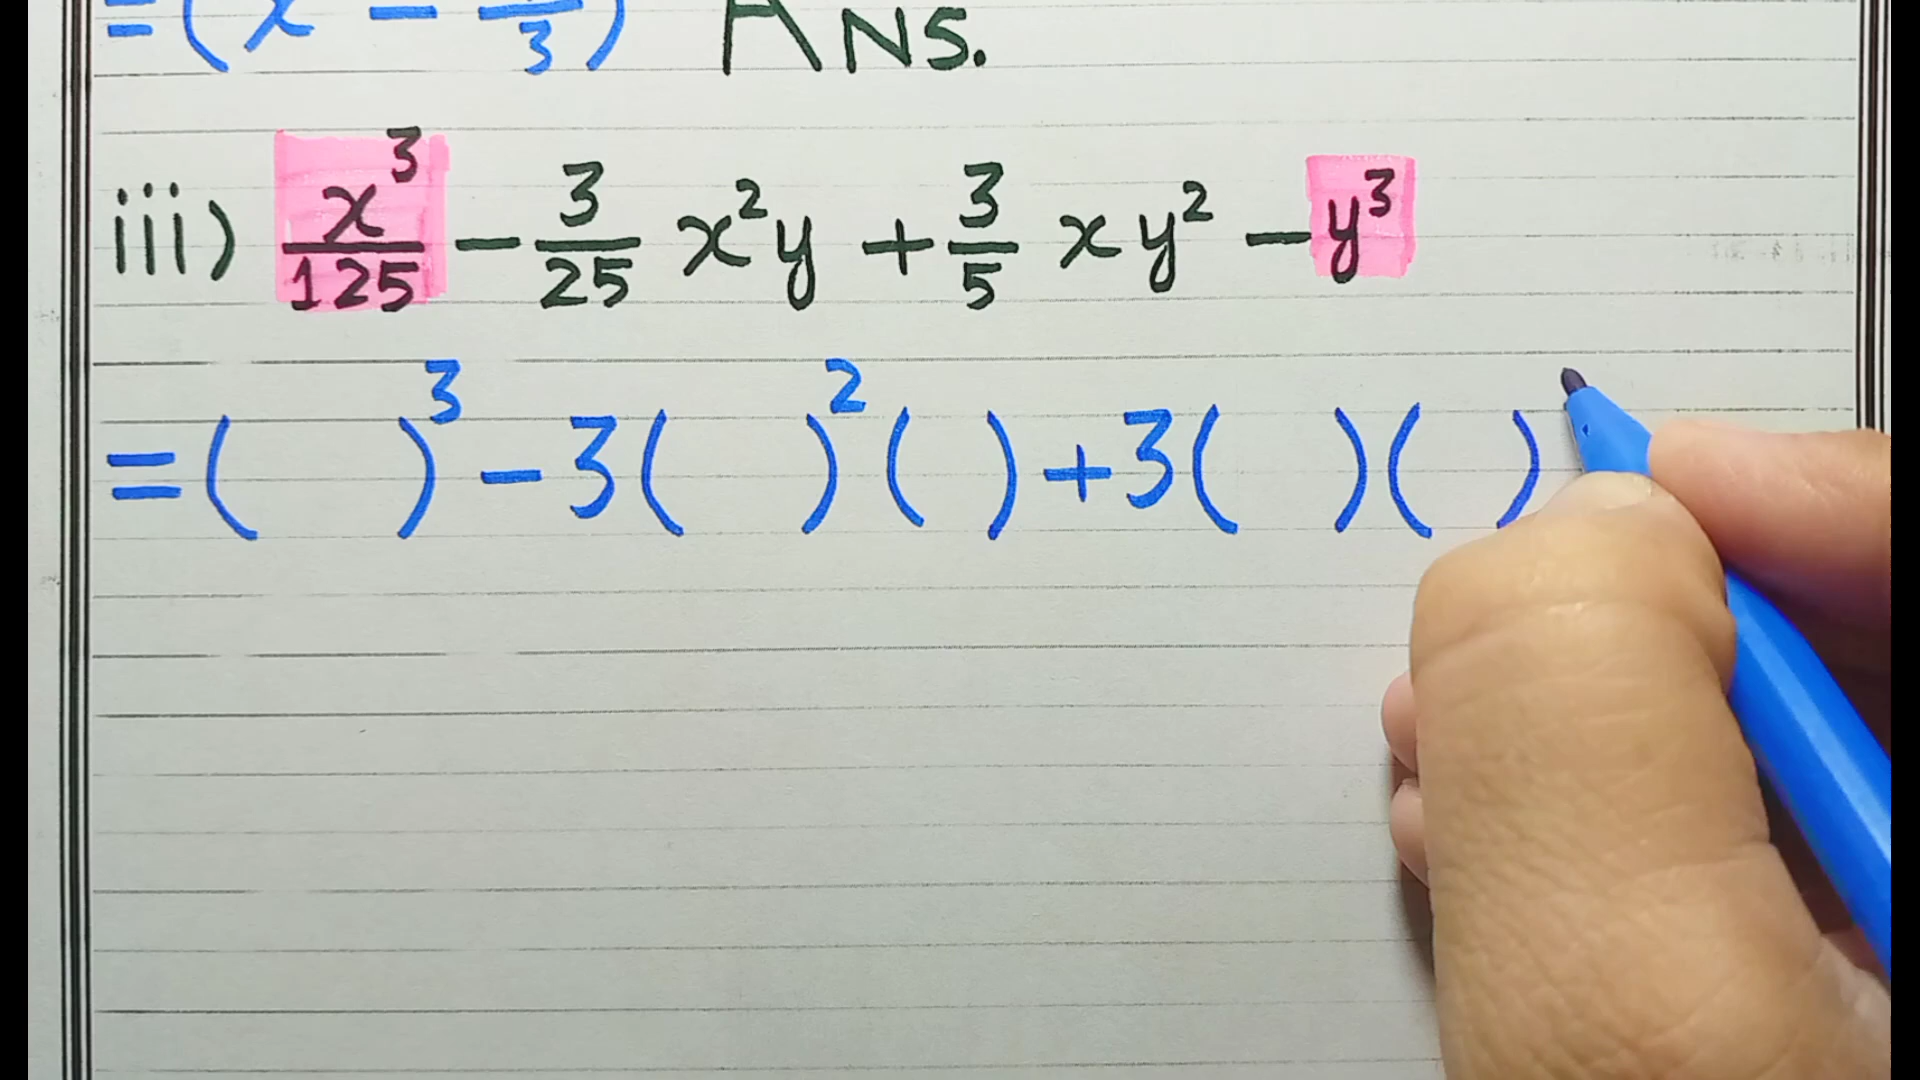 = (x - /3) ANS.
iii) x³/125 - 3/25 x²y + 3/5 xy² - y³
= ( )³ - 3( )²( ) + 3( )( )